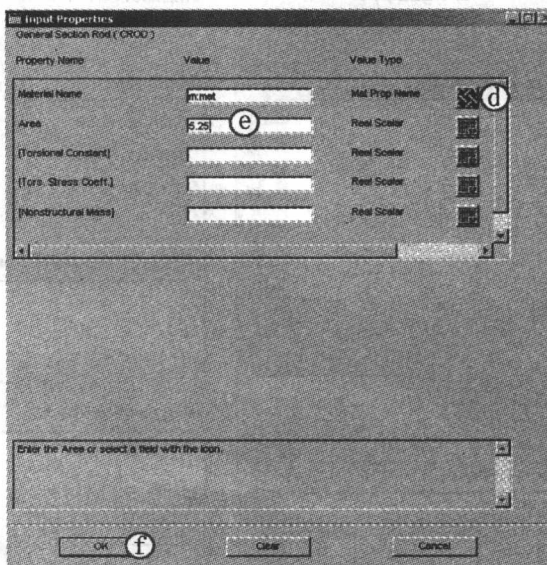 Input Properties
General Section Rod ( CROD )
Property Name Value Value Type
Material Name m:mat Mat Prop Name d
Area 5.25 e Real Scalar
[Torsional Constant] Real Scalar
[Tors. Stress Coeff.] Real Scalar
[Nonstructural Mass] Real Scalar
Enter the Area or select a field with the icon.
OK f Clear Cancel